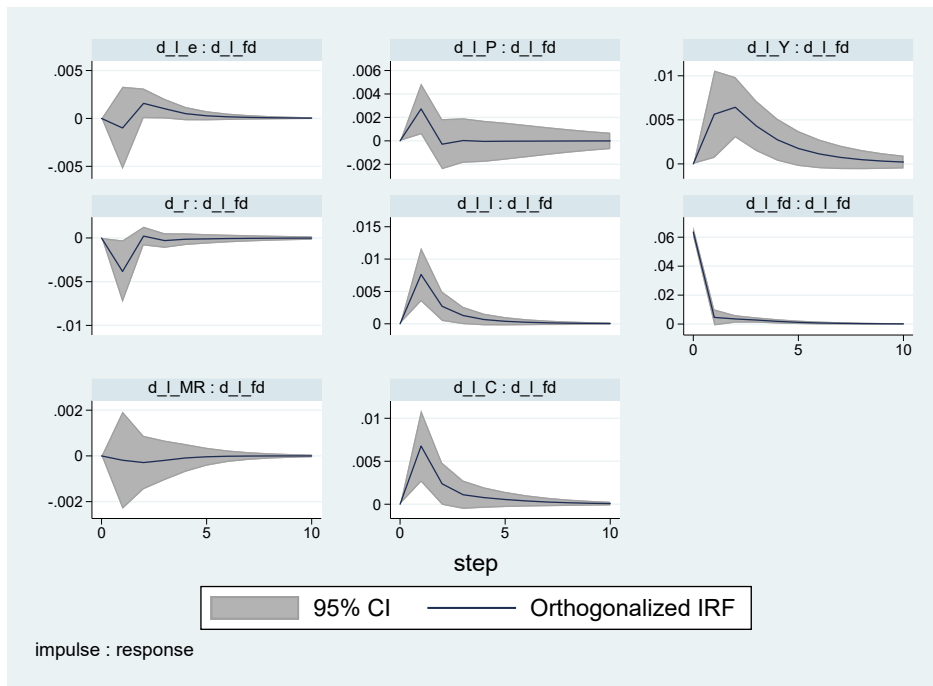 d_l_e : d_l_fd
.005
0
-.005
d_l_P : d_l_fd
.006
.004
.002
0
-.002
d_l_Y : d_l_fd
.01
.005
0
d_r : d_l_fd
0
-.005
-.01
d_l_I : d_l_fd
.015
.01
.005
0
d_l_fd : d_l_fd
.06
.04
.02
0
0 5 10
d_l_MR : d_l_fd
.002
0
-.002
0 5 10
d_l_C : d_l_fd
.01
.005
0
0 5 10
step
95% CI Orthogonalized IRF
impulse : response